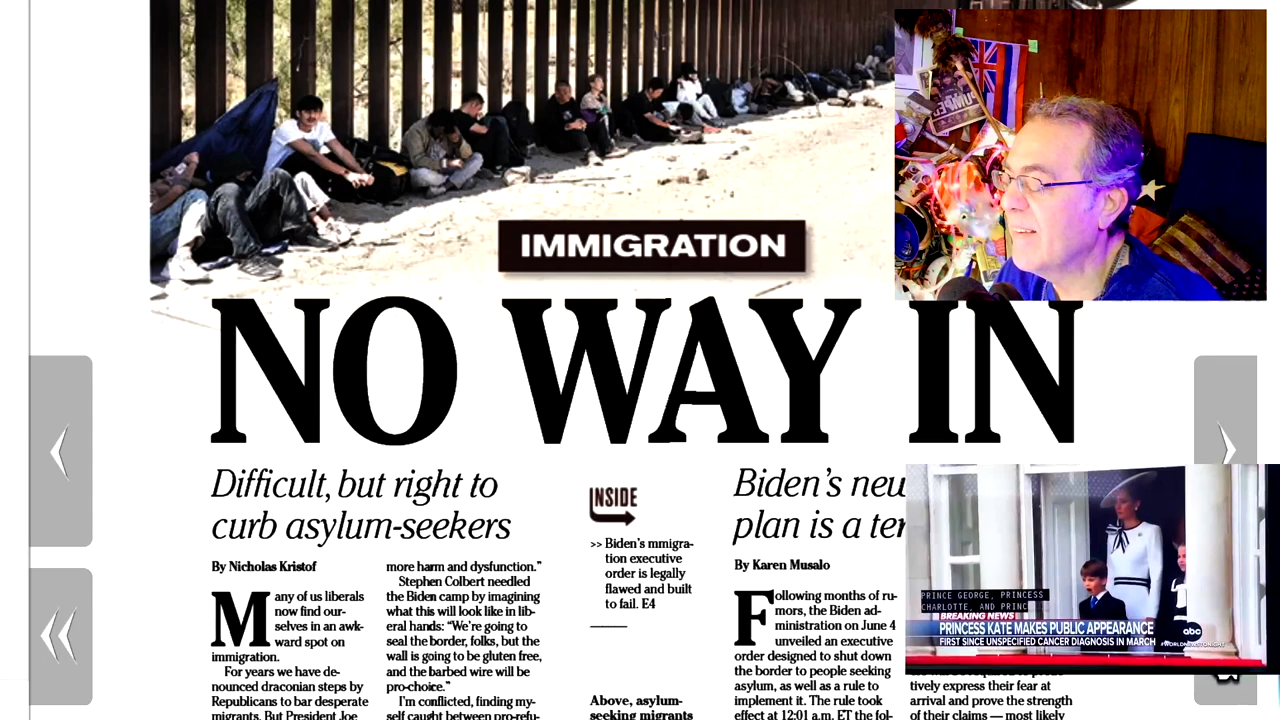 IMMIGRATION
NO WAY IN
Difficult, but right to
curb asylum-seekers
By Nicholas Kristof
Many of us liberals
now find our-
selves in an awk-
ward spot on
immigration.
For years we have de-
nounced draconian steps by
Republicans to bar desperate
migrants. But President Joe
more harm and dysfunction.”
Stephen Colbert needled
the Biden camp by imagining
what this will look like in lib-
eral hands: “We’re going to
seal the border, folks, but the
wall is going to be gluten free,
and the barbed wire will be
pro-choice.”
I’m conflicted, finding my-
self caught between pro-refu-
INSIDE
>> Biden’s mmigra-
tion executive
order is legally
flawed and built
to fail. E4
Above, asylum-
seeking migrants
Biden’s new
plan is a
By Karen Musalo
Following months of ru-
mors, the Biden ad-
ministration on June 4
unveiled an executive
order designed to shut down
the border to people seeking
asylum, as well as a rule to
implement it. The rule took
effect at 12:01 a.m. ET the fol-
tively express their fear at
arrival and prove the strength
of their claims — most likely
PRINCE GEORGE, PRINCESS
CHARLOTTE, AND PRINC
BREAKING NEWS
PRINCESS KATE MAKES PUBLIC APPEARANCE
FIRST SINCE UNSPECIFIED CANCER DIAGNOSIS IN MARCH
abc
#WORLDNEWSTONIGHT